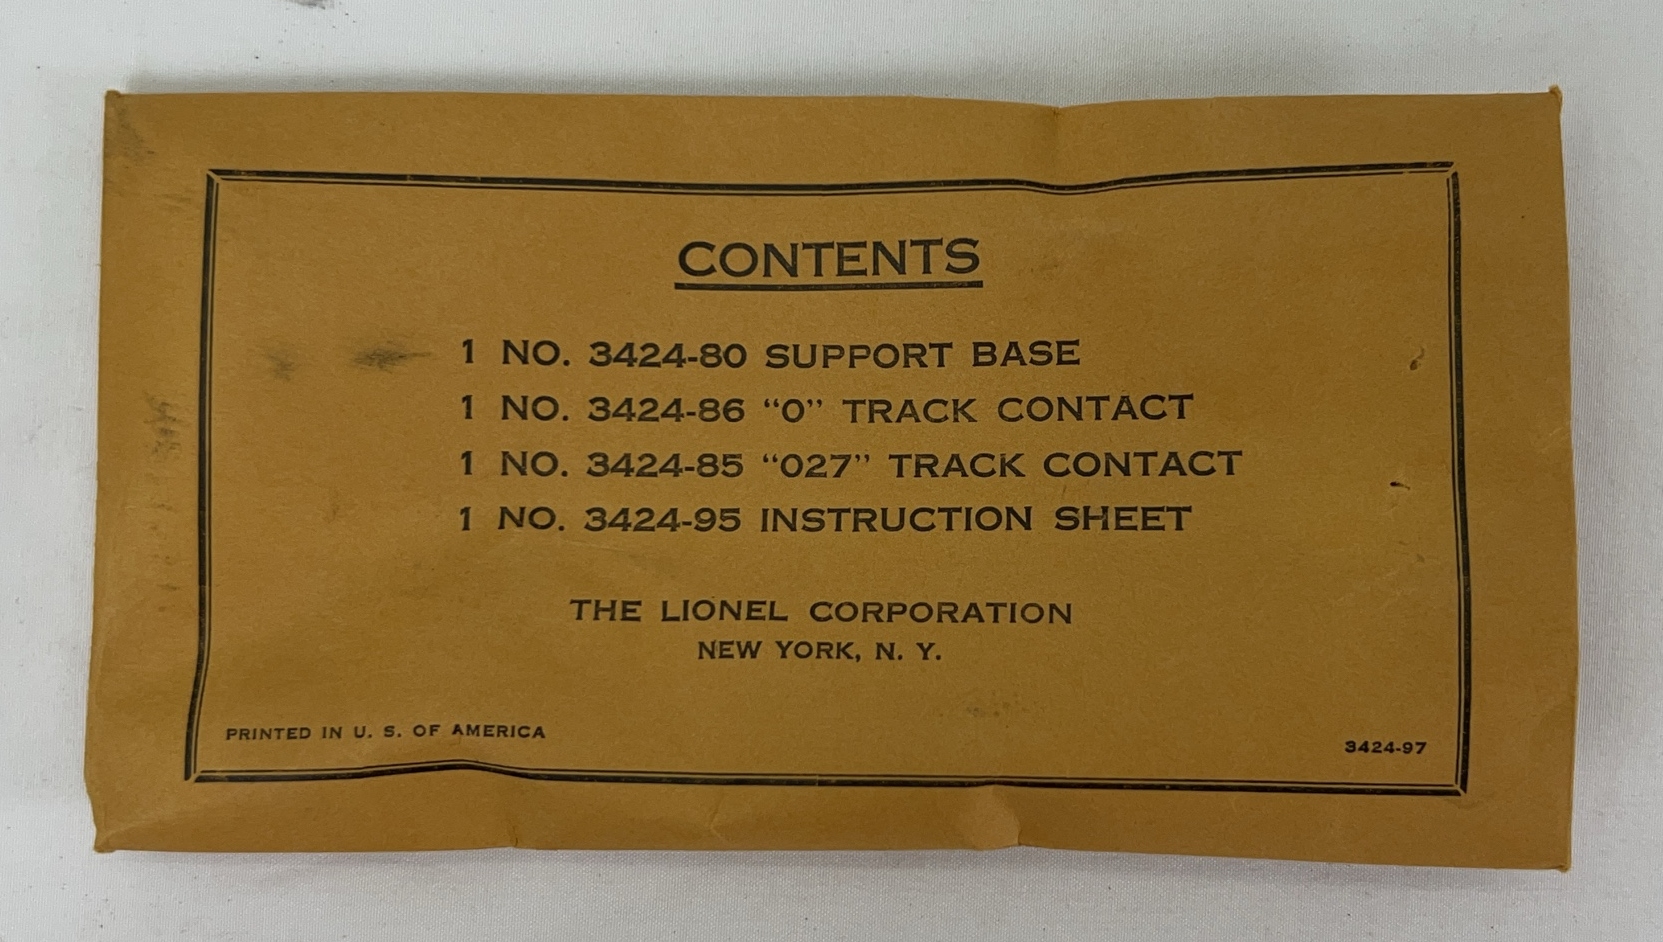 CONTENTS
1 NO. 3424-80 SUPPORT BASE
1 NO. 3424-86 “O” TRACK CONTACT
1 NO. 3424-85 “027” TRACK CONTACT
1 NO. 3424-95 INSTRUCTION SHEET
THE LIONEL CORPORATION
NEW YORK, N. Y.
PRINTED IN U. S. OF AMERICA
3424-97